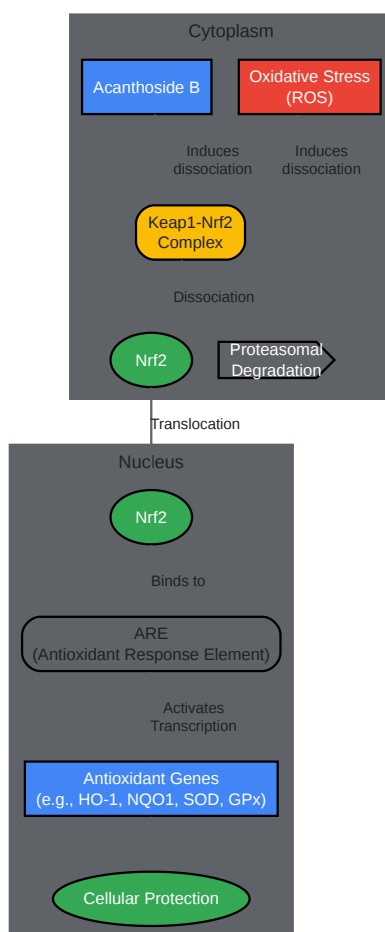 Cytoplasm
Acanthoside B
Oxidative Stress
(ROS)
Induces
dissociation
Induces
dissociation
Keap1-Nrf2
Complex
Dissociation
Nrf2
Proteasomal
Degradation
Translocation
Nucleus
Nrf2
Binds to
ARE
(Antioxidant Response Element)
Activates
Transcription
Antioxidant Genes
(e.g., HO-1, NQO1, SOD, GPx)
Cellular Protection